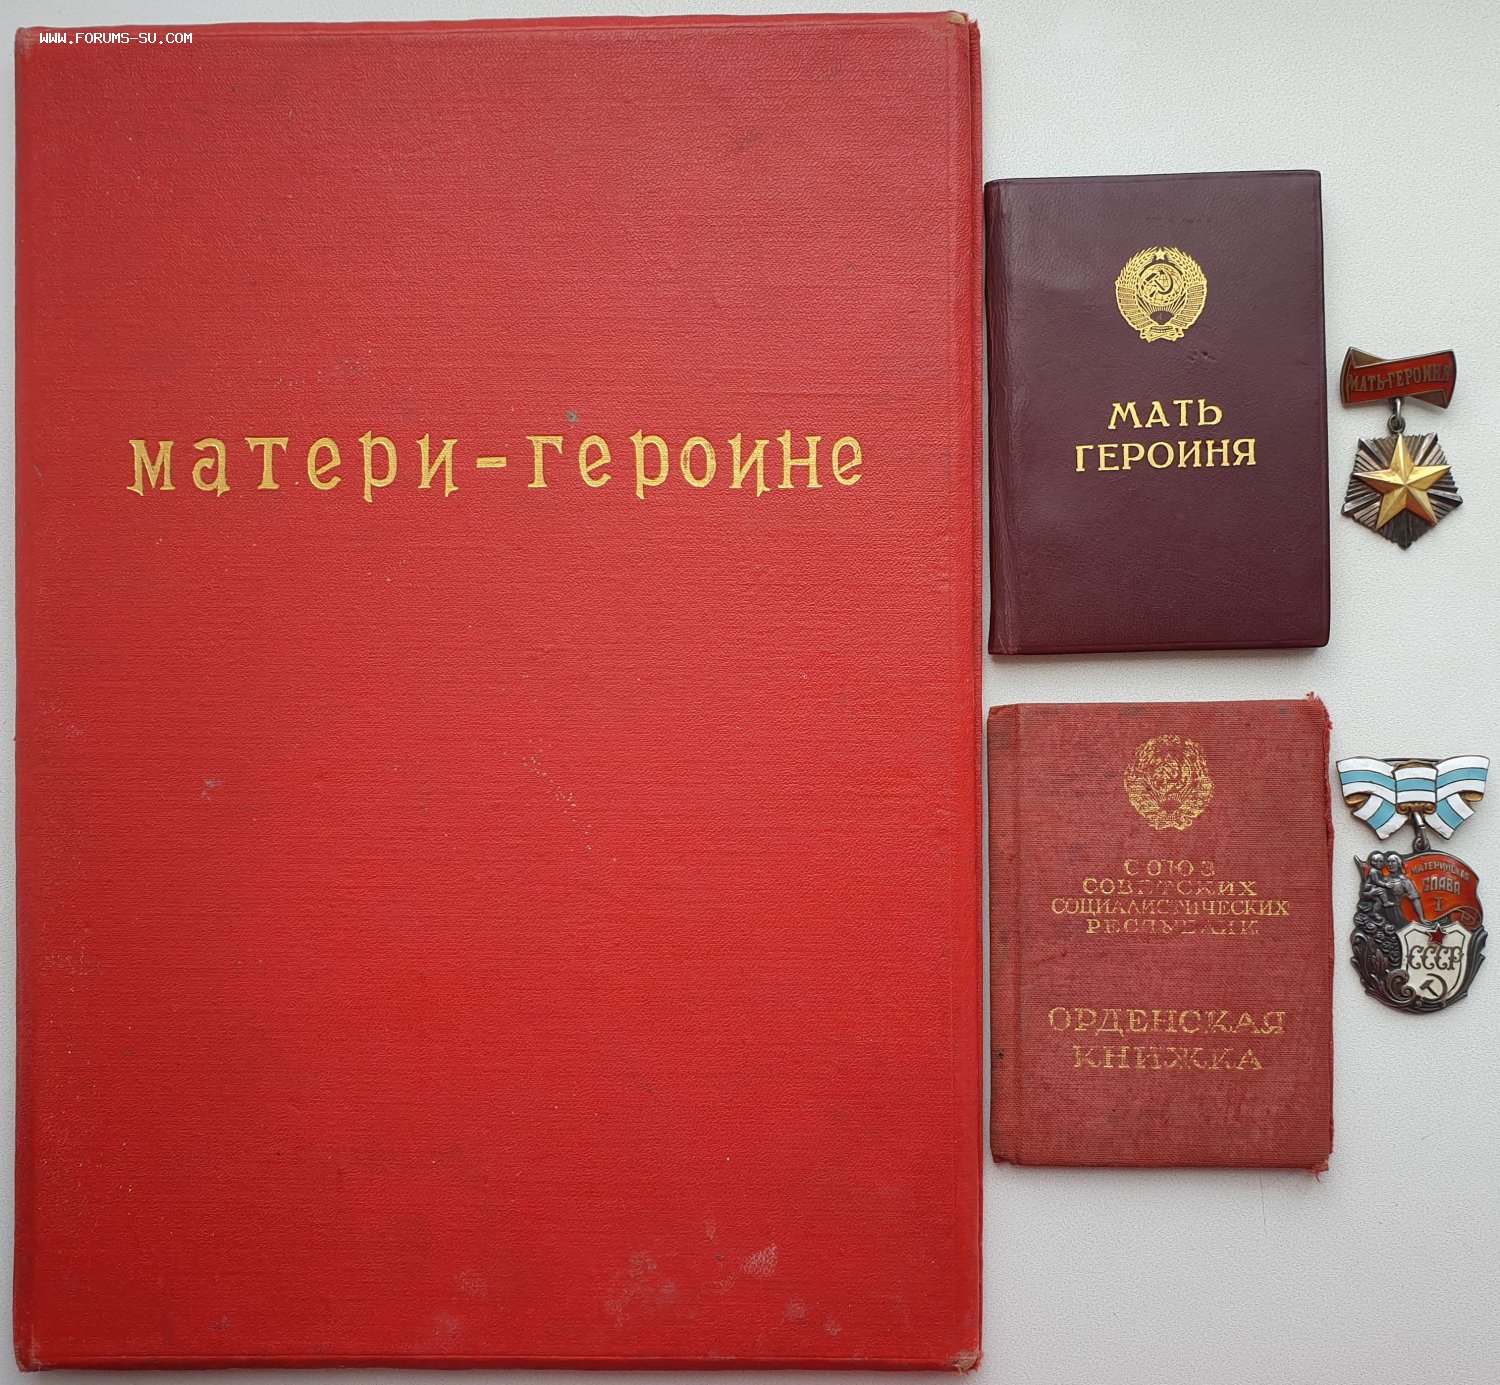 WWW.FORUMS-SU.COM
матери-героине
МАТЬ
ГЕРОИНЯ
МАТЬ-ГЕРОИНЯ
СОЮЗ
СОВЕТСКИХ
СОЦИАЛИСТИЧЕСКИХ
РЕСПУБЛИК
ОРДЕНСКАЯ
КНИЖКА
МАТЕРИНСКАЯ
СЛАВА
I
СССР